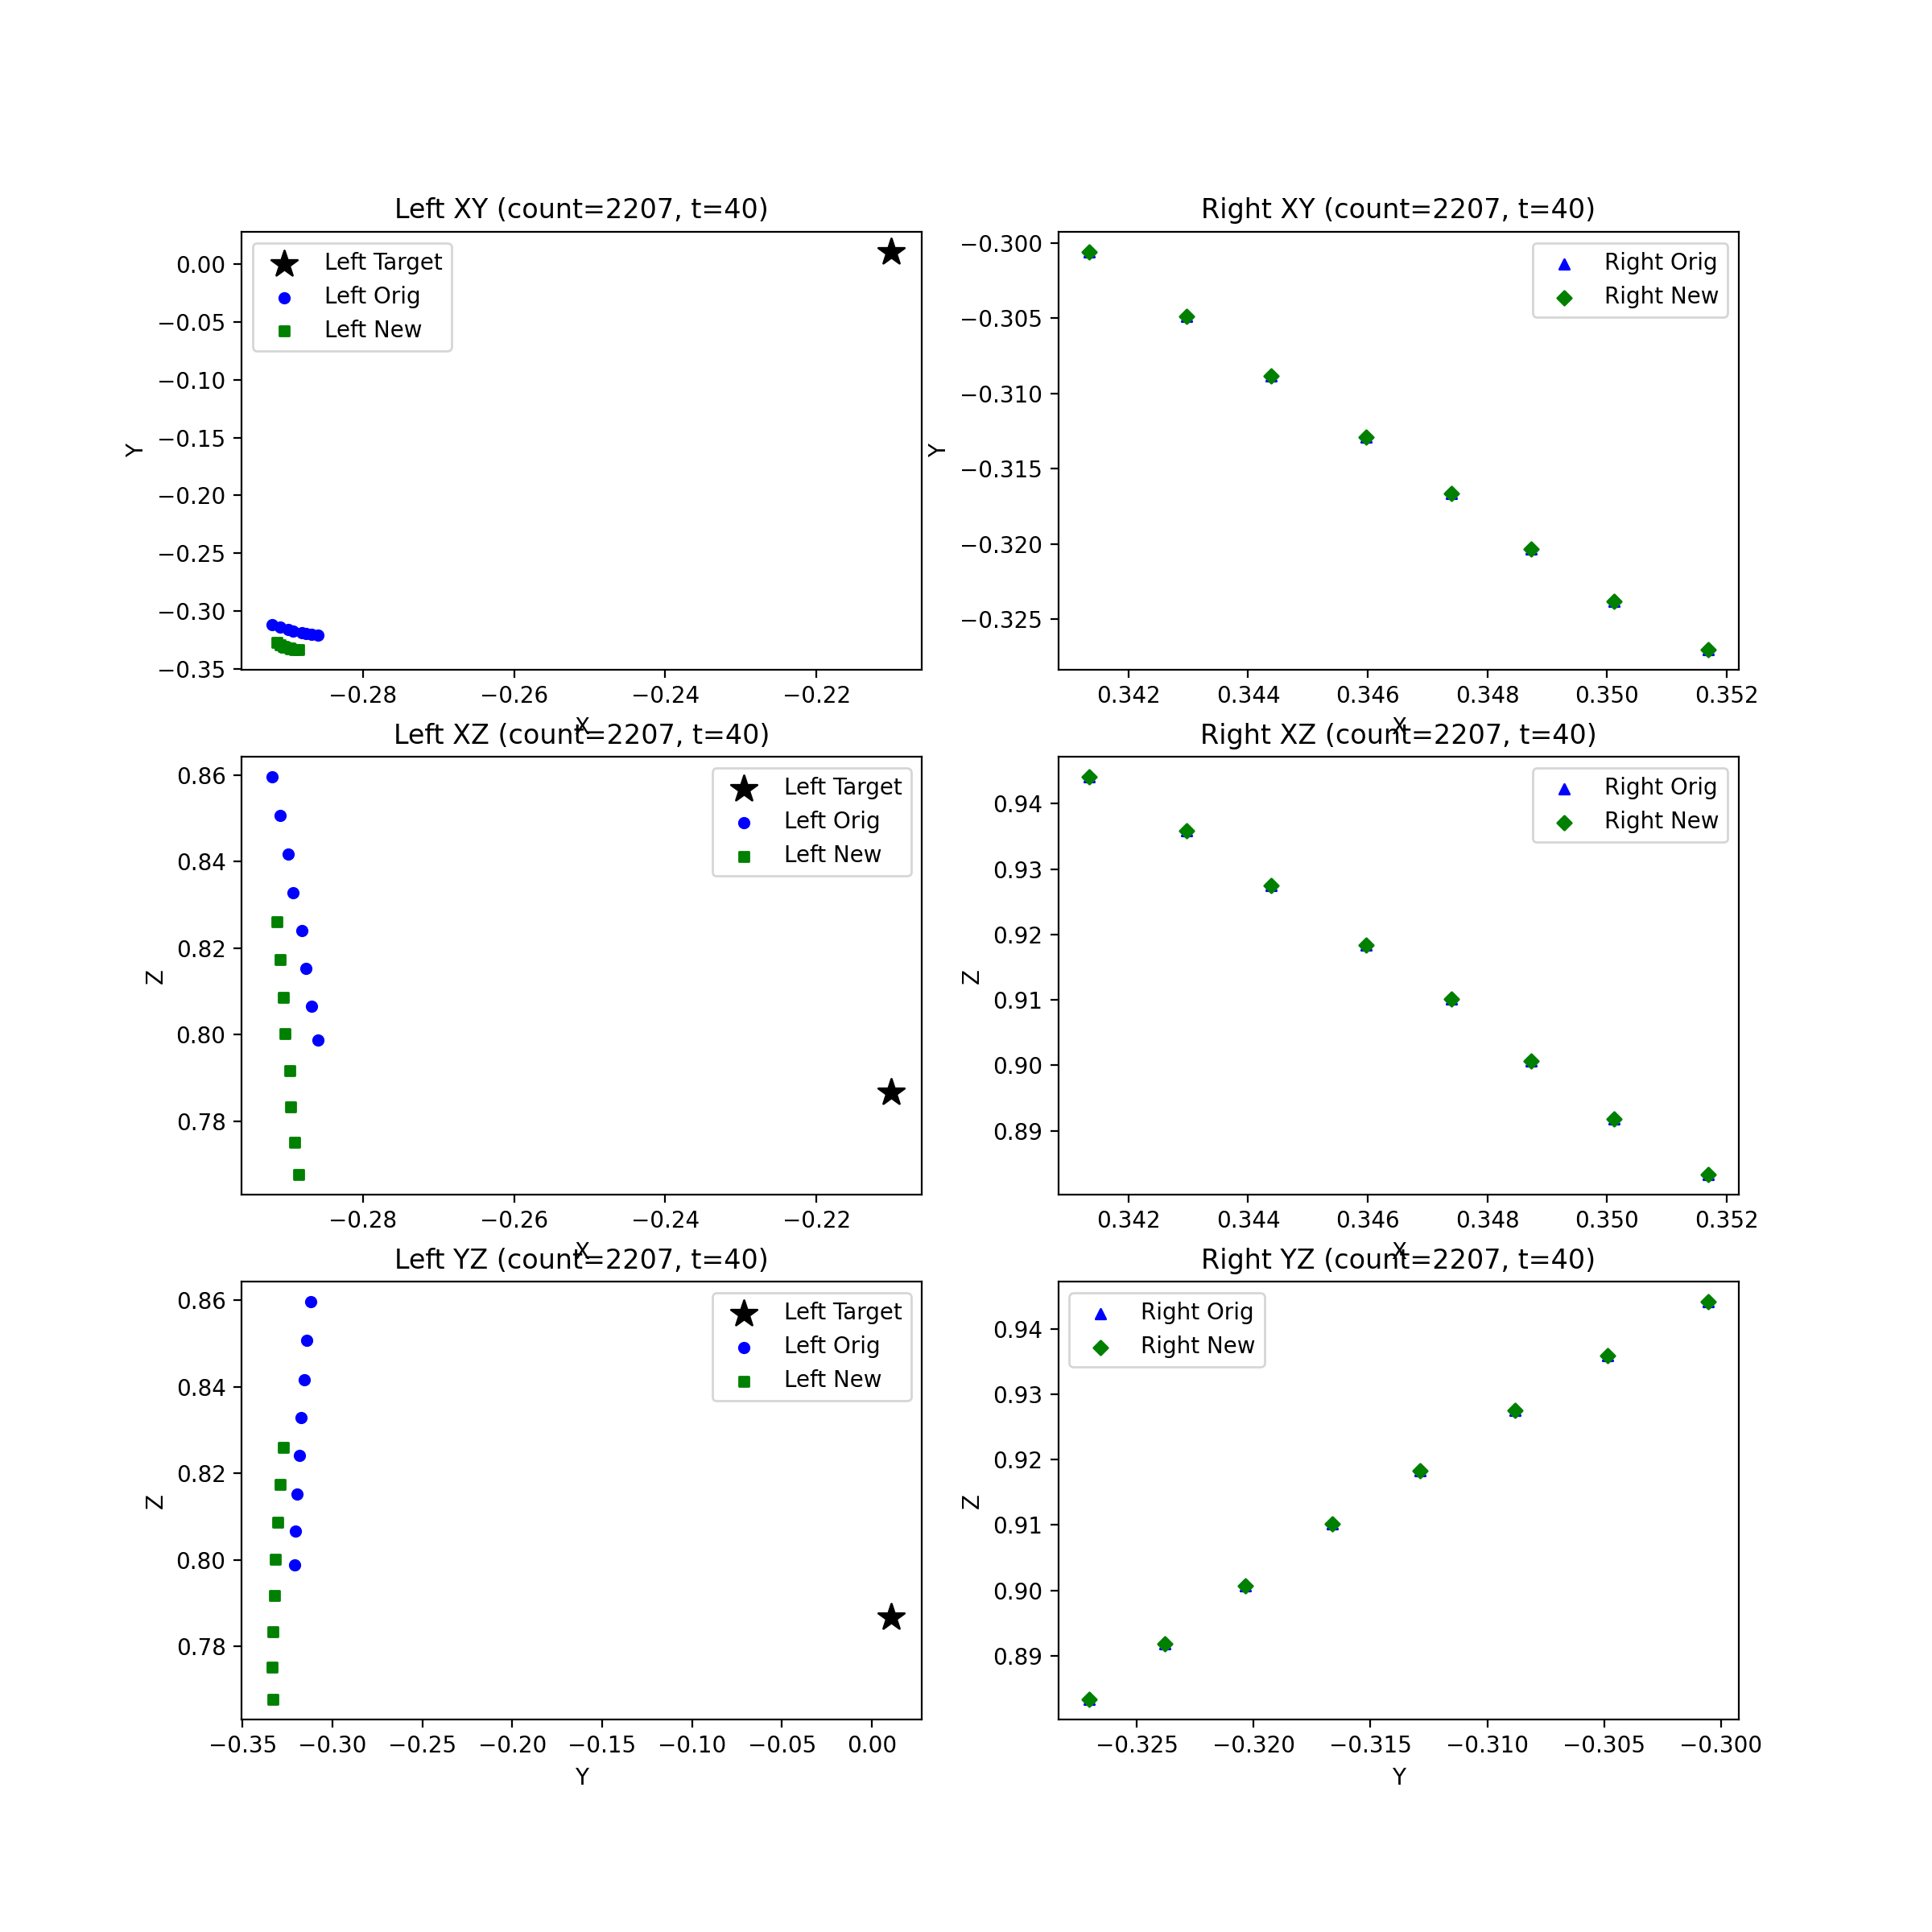 Left XY (count=2207, t=40)
Right XY (count=2207, t=40)
0.00
−0.05
−0.10
−0.15
−0.20
−0.25
−0.30
−0.35
Y
Left Target
Left Orig
Left New
−0.28
−0.26
−0.24
−0.22
X
−0.300
−0.305
−0.310
−0.315
−0.320
−0.325
Y
Right Orig
Right New
0.342
0.344
0.346
0.348
0.350
0.352
X
Left XZ (count=2207, t=40)
Right XZ (count=2207, t=40)
0.86
0.84
0.82
0.80
0.78
Z
Left Target
Left Orig
Left New
−0.28
−0.26
−0.24
−0.22
X
0.94
0.93
0.92
0.91
0.90
0.89
Z
Right Orig
Right New
0.342
0.344
0.346
0.348
0.350
0.352
X
Left YZ (count=2207, t=40)
Right YZ (count=2207, t=40)
0.86
0.84
0.82
0.80
0.78
Z
Left Target
Left Orig
Left New
−0.35
−0.30
−0.25
−0.20
−0.15
−0.10
−0.05
0.00
Y
0.94
0.93
0.92
0.91
0.90
0.89
Z
Right Orig
Right New
−0.325
−0.320
−0.315
−0.310
−0.305
−0.300
Y